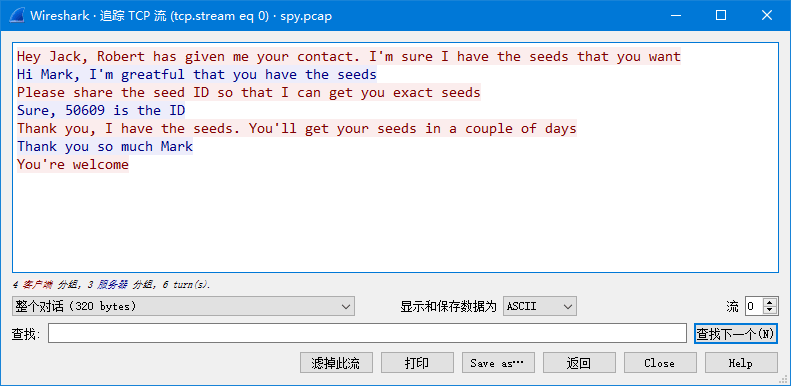 Wireshark · 追踪 TCP 流 (tcp.stream eq 0) · spy.pcap
Hey Jack, Robert has given me your contact. I'm sure I have the seeds that you want
Hi Mark, I'm greatful that you have the seeds
Please share the seed ID so that I can get you exact seeds
Sure, 50609 is the ID
Thank you, I have the seeds. You'll get your seeds in a couple of days
Thank you so much Mark
You're welcome
4 客户端 分组, 3 服务器 分组, 6 turn(s).
整个对话 (320 bytes) 显示和保存数据为 ASCII 流 0
查找: 查找下一个(N)
滤掉此流 打印 Save as… 返回 Close Help